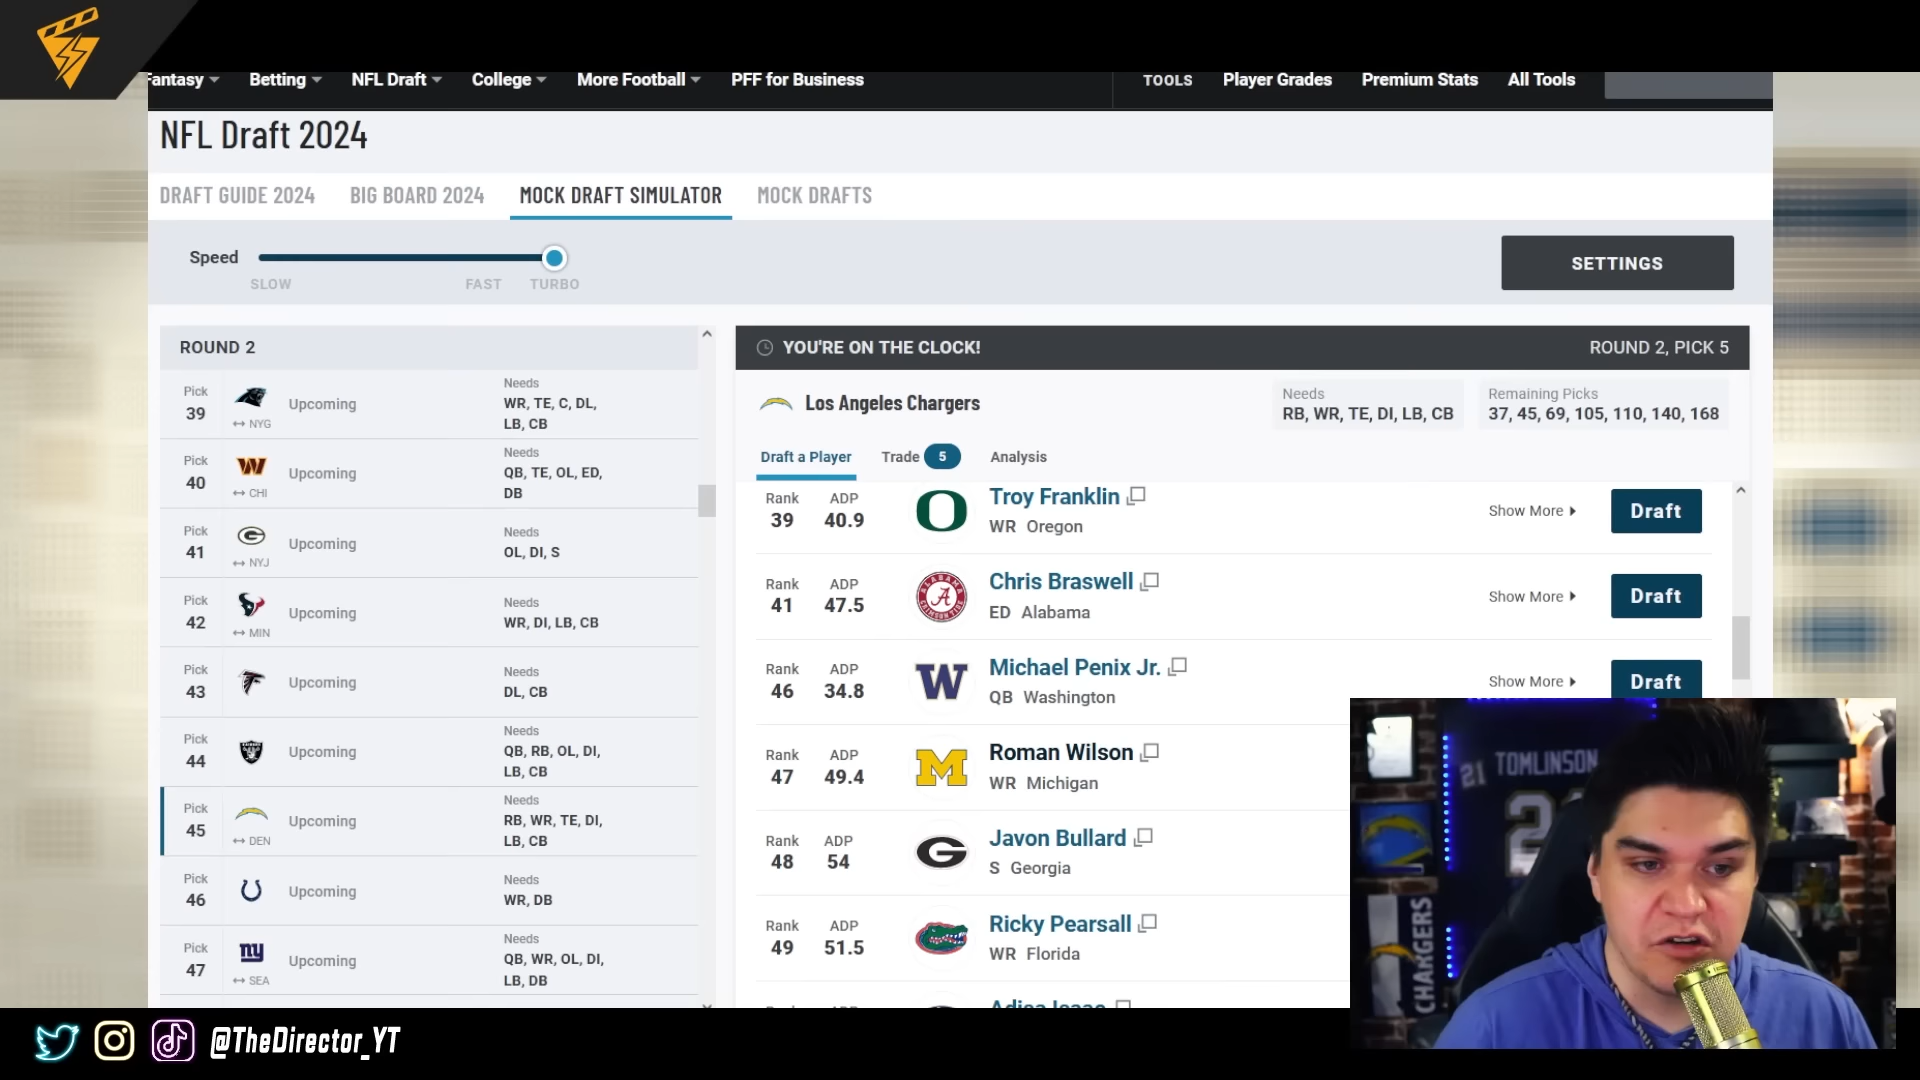 Fantasy
Betting
NFL Draft
College
More Football
PFF for Business
TOOLS
Player Grades
Premium Stats
All Tools
NFL Draft 2024
DRAFT GUIDE 2024
BIG BOARD 2024
MOCK DRAFT SIMULATOR
MOCK DRAFTS
Speed
SLOW
FAST
TURBO
SETTINGS
ROUND 2
Pick
39
NYG
Upcoming
Needs
WR, TE, C, DL,
LB, CB
Pick
40
CHI
Upcoming
Needs
QB, TE, OL, ED,
DB
Pick
41
NYJ
Upcoming
Needs
OL, DI, S
Pick
42
MIN
Upcoming
Needs
WR, DI, LB, CB
Pick
43
Upcoming
Needs
DL, CB
Pick
44
Upcoming
Needs
QB, RB, OL, DI,
LB, CB
Pick
45
DEN
Upcoming
Needs
RB, WR, TE, DI,
LB, CB
Pick
46
Upcoming
Needs
WR, DB
Pick
47
ny
SEA
Upcoming
Needs
QB, WR, OL, DI,
LB, DB
YOU'RE ON THE CLOCK!
ROUND 2, PICK 5
Los Angeles Chargers
Needs
RB, WR, TE, DI, LB, CB
Remaining Picks
37, 45, 69, 105, 110, 140, 168
Draft a Player
Trade 5
Analysis
Rank
39
ADP
40.9
Troy Franklin
WR Oregon
Show More
Draft
Rank
41
ADP
47.5
Chris Braswell
ED Alabama
Show More
Draft
Rank
46
ADP
34.8
Michael Penix Jr.
QB Washington
Show More
Draft
Rank
47
ADP
49.4
Roman Wilson
WR Michigan
Rank
48
ADP
54
Javon Bullard
S Georgia
Rank
49
ADP
51.5
Ricky Pearsall
WR Florida
21 TOMLINSON
CHARGERS
@TheDirector_YT